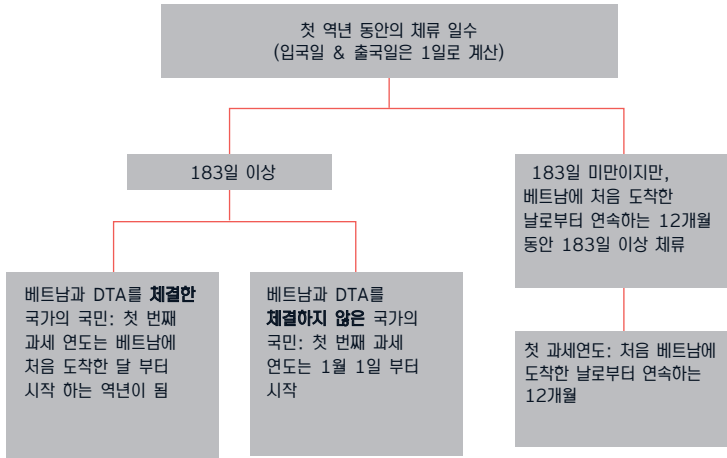 첫 역년 동안의 체류 일수
(입국일 & 출국일은 1일로 계산)
183일 이상
183일 미만이지만,
베트남에 처음 도착한
날로부터 연속하는 12개월
동안 183일 이상 체류
베트남과 DTA를 체결한
국가의 국민: 첫 번째
과세 연도는 베트남에
처음 도착한 달 부터
시작 하는 역년이 됨
베트남과 DTA를
체결하지 않은 국가의
국민: 첫 번째 과세
연도는 1월 1일 부터
시작
첫 과세연도: 처음 베트남에
도착한 날로부터 연속하는
12개월